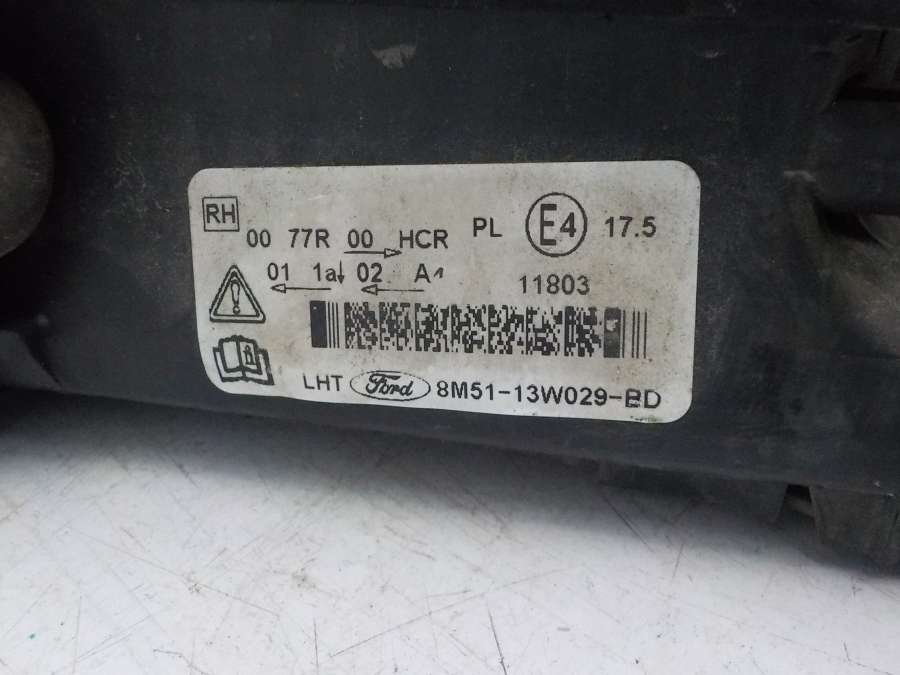 RH
00 77R 00 HCR PL E4 17.5
01 1a 02 A 11803
LHT Ford 8M51-13W029-BD